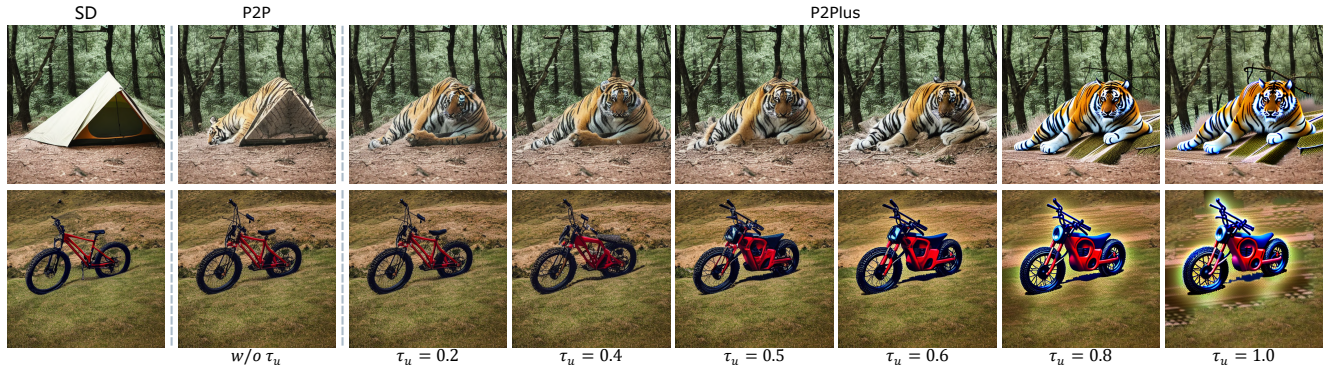 SD P2P P2Plus
w/o τ_u τ_u = 0.2 τ_u = 0.4 τ_u = 0.5 τ_u = 0.6 τ_u = 0.8 τ_u = 1.0